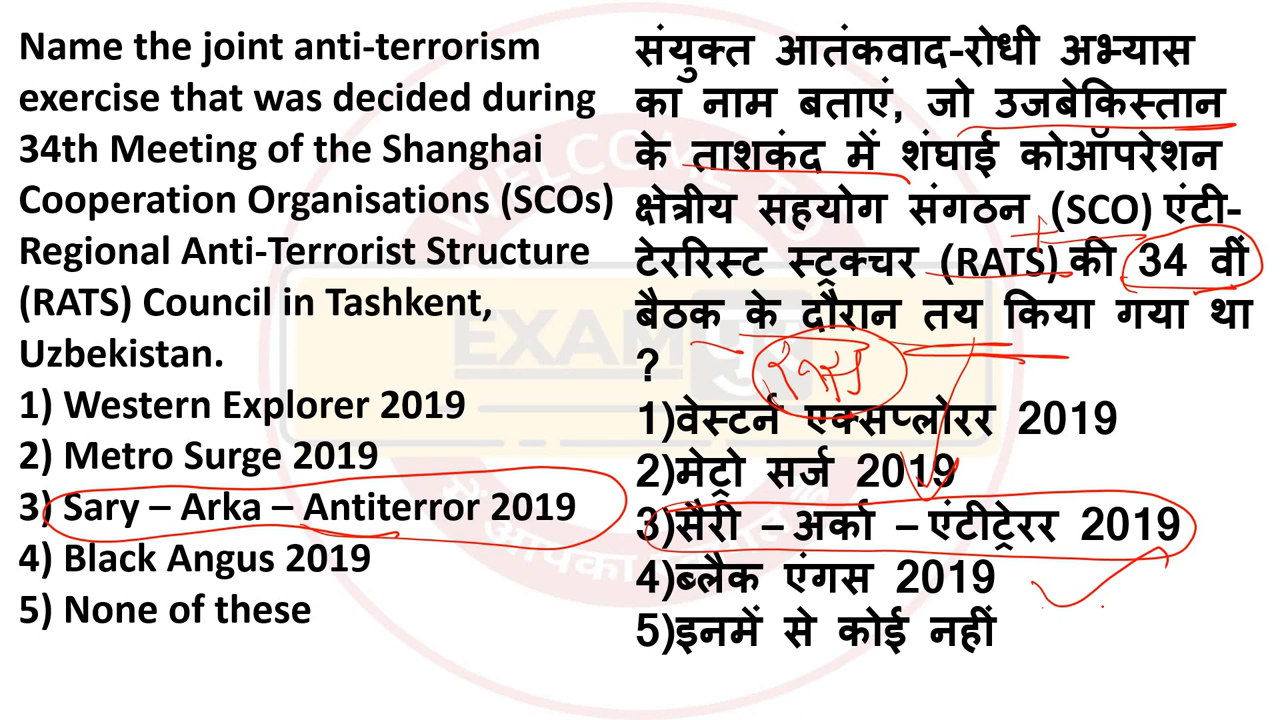 Name the joint anti-terrorism
exercise that was decided during
34th Meeting of the Shanghai
Cooperation Organisations (SCOs)
Regional Anti-Terrorist Structure
(RATS) Council in Tashkent,
Uzbekistan.
1) Western Explorer 2019
2) Metro Surge 2019
3) Sary – Arka – Antiterror 2019
4) Black Angus 2019
5) None of these
संयुक्त आतंकवाद-रोधी अभ्यास
का नाम बताएं, जो उजबेकिस्तान
के ताशकंद में शंघाई कोऑपरेशन
क्षेत्रीय सहयोग संगठन (SCO) एंटी-
टेररिस्ट स्ट्रक्चर (RATS) की 34 वीं
बैठक के दौरान तय किया गया था
?
1)वेस्टर्न एक्सप्लोरर 2019
2)मेट्रो सर्ज 2019
3)सैरी – अर्का – एंटीट्रेरर 2019
4)ब्लैक एंगस 2019
5)इनमें से कोई नहीं
WELCOME TO
EXAM पुर